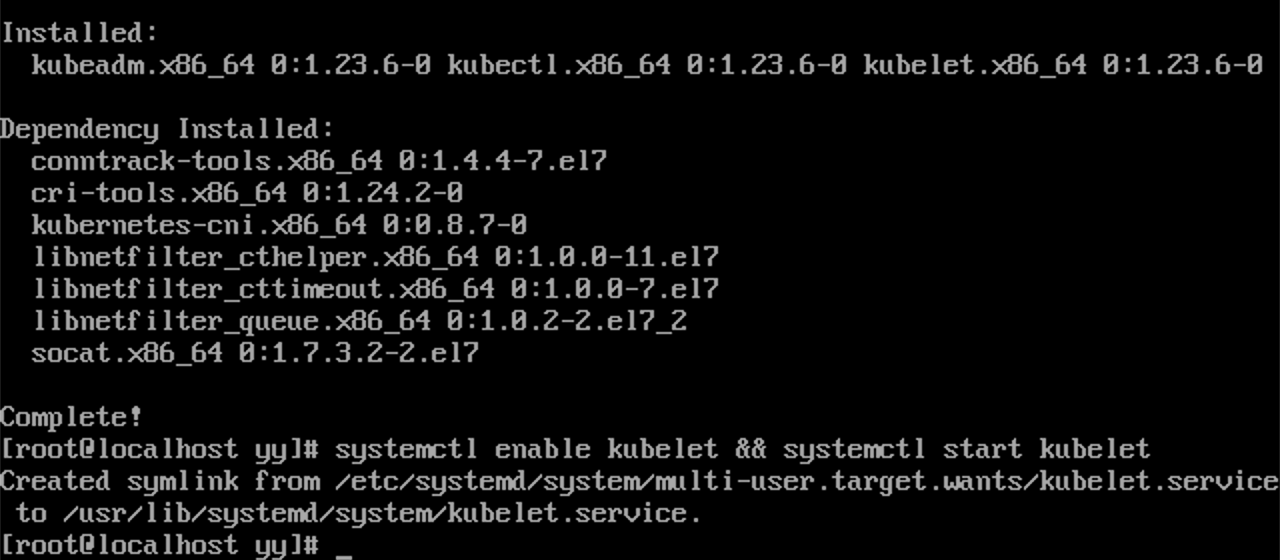 Installed:
  kubeadm.x86_64 0:1.23.6-0 kubectl.x86_64 0:1.23.6-0 kubelet.x86_64 0:1.23.6-0
Dependency Installed:
  conntrack-tools.x86_64 0:1.4.4-7.el7
  cri-tools.x86_64 0:1.24.2-0
  kubernetes-cni.x86_64 0:0.8.7-0
  libnetfilter_cthelper.x86_64 0:1.0.0-11.el7
  libnetfilter_cttimeout.x86_64 0:1.0.0-7.el7
  libnetfilter_queue.x86_64 0:1.0.2-2.el7_2
  socat.x86_64 0:1.7.3.2-2.el7
Complete!
[root@localhost yy]# systemctl enable kubelet && systemctl start kubelet
Created symlink from /etc/systemd/system/multi-user.target.wants/kubelet.service
 to /usr/lib/systemd/system/kubelet.service.
[root@localhost yy]# _